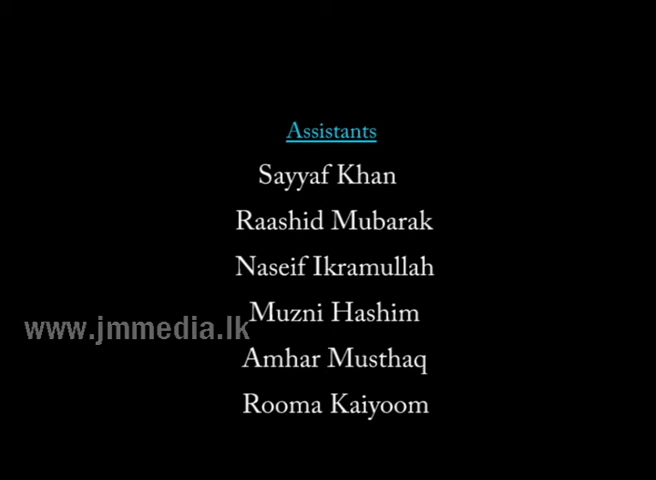 Assistants
Sayyaf Khan
Raashid Mubarak
Naseif Ikramullah
Muzni Hashim
www.jmmedia.lk
Amhar Musthaq
Rooma Kaiyoom